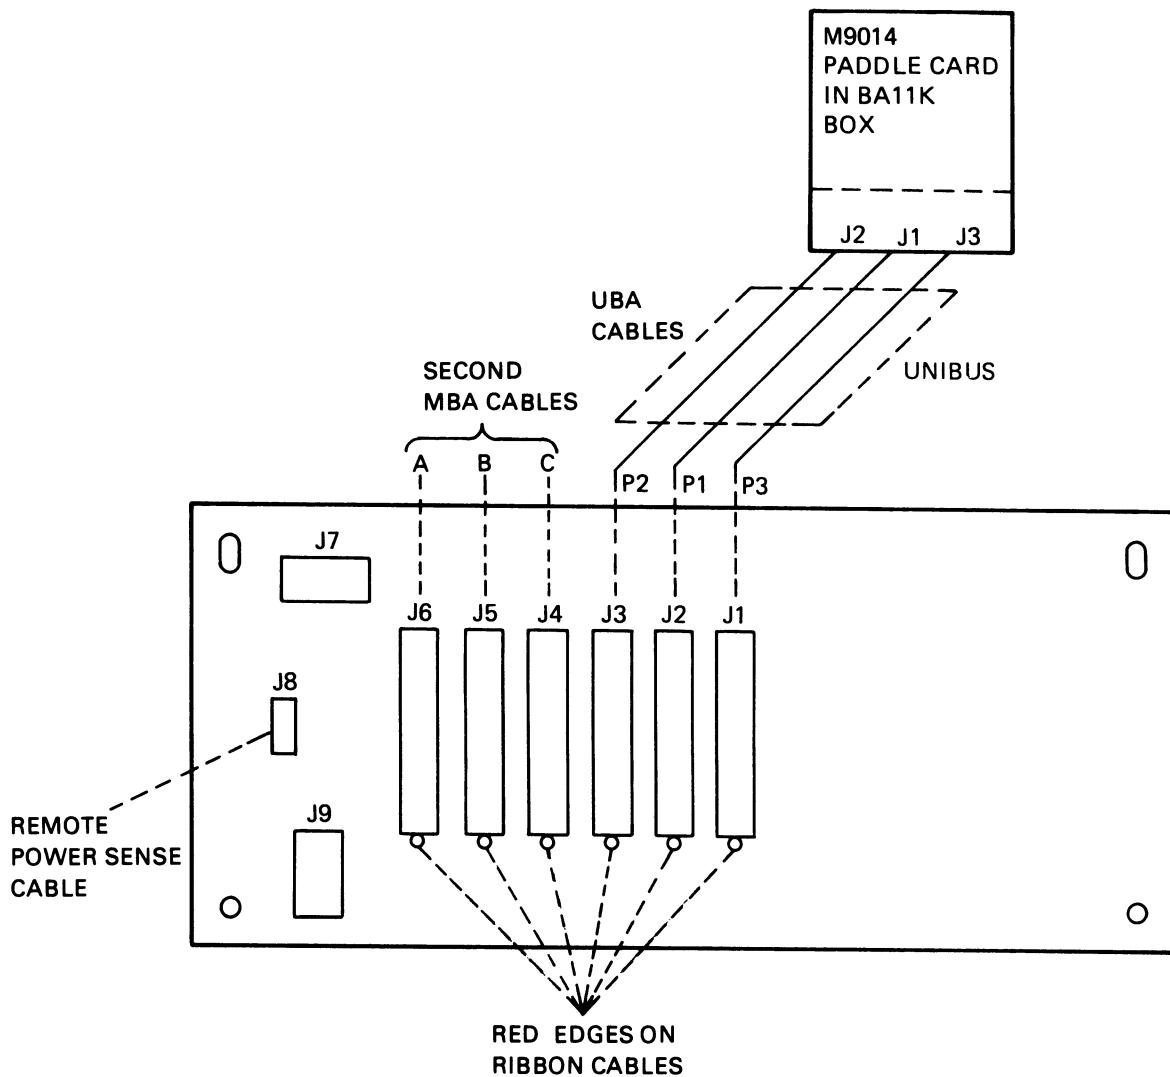 M9014
PADDLE CARD
IN BA11K
BOX
J2 J1 J3
UBA
CABLES
UNIBUS
SECOND
MBA CABLES
A B C
P2 P1 P3
J7
J6 J5 J4 J3 J2 J1
J8
J9
REMOTE
POWER SENSE
CABLE
RED EDGES ON
RIBBON CABLES